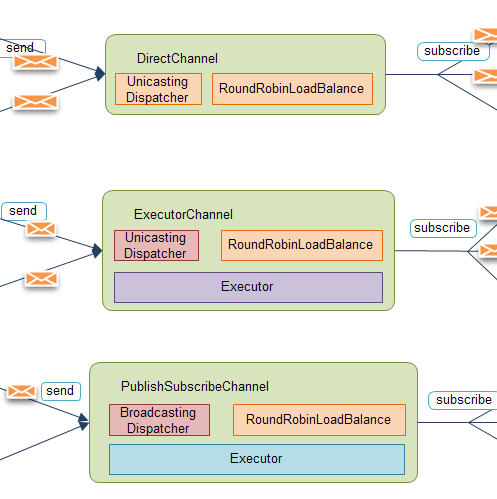 send
DirectChannel
subscribe
Unicasting
Dispatcher
RoundRobinLoadBalance
send
ExecutorChannel
subscribe
Unicasting
Dispatcher
RoundRobinLoadBalance
Executor
send
PublishSubscribeChannel
subscribe
Broadcasting
Dispatcher
RoundRobinLoadBalance
Executor